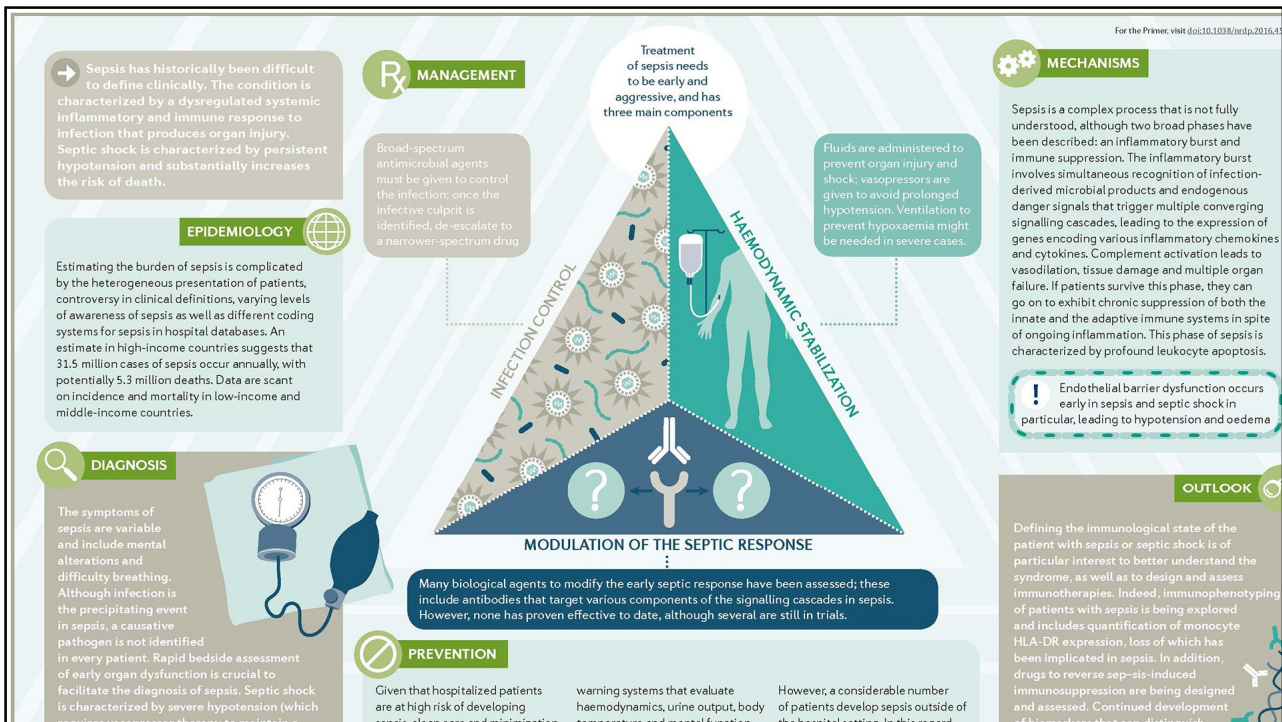 For the Primer, visit doi:10.1038/nrdp.2016.45
Sepsis has historically been difficult
to define clinically. The condition is
characterized by a dysregulated systemic
inflammatory and immune response to
infection that produces organ injury.
Septic shock is characterized by persistent
hypotension and substantially increases
the risk of death.
EPIDEMIOLOGY
Estimating the burden of sepsis is complicated
by the heterogeneous presentation of patients,
controversy in clinical definitions, varying levels
of awareness of sepsis as well as different coding
systems for sepsis in hospital databases. An
estimate in high-income countries suggests that
31.5 million cases of sepsis occur annually, with
potentially 5.3 million deaths. Data are scant
on incidence and mortality in low-income and
middle-income countries.
DIAGNOSIS
The symptoms of
sepsis are variable
and include mental
alterations and
difficulty breathing.
Although infection is
the precipitating event
in sepsis, a causative
pathogen is not identified
in every patient. Rapid bedside assessment
of early organ dysfunction is crucial to
facilitate the diagnosis of sepsis. Septic shock
is characterized by severe hypotension (which
Rx MANAGEMENT
Treatment
of sepsis needs
to be early and
aggressive, and has
three main components
Broad-spectrum
antimicrobial agents
must be given to control
the infection; once the
infective culprit is
identified, de-escalate to
a narrower-spectrum drug
Fluids are administered to
prevent organ injury and
shock; vasopressors are
given to avoid prolonged
hypotension. Ventilation to
prevent hypoxaemia might
be needed in severe cases.
INFECTION CONTROL
HAEMODYNAMIC STABILIZATION
? ?
MODULATION OF THE SEPTIC RESPONSE
Many biological agents to modify the early septic response have been assessed; these
include antibodies that target various components of the signalling cascades in sepsis.
However, none has proven effective to date, although several are still in trials.
PREVENTION
Given that hospitalized patients
are at high risk of developing
warning systems that evaluate
haemodynamics, urine output, body
However, a considerable number
of patients develop sepsis outside of
MECHANISMS
Sepsis is a complex process that is not fully
understood, although two broad phases have
been described: an inflammatory burst and
immune suppression. The inflammatory burst
involves simultaneous recognition of infection-
derived microbial products and endogenous
danger signals that trigger multiple converging
signalling cascades, leading to the expression of
genes encoding various inflammatory chemokines
and cytokines. Complement activation leads to
vasodilation, tissue damage and multiple organ
failure. If patients survive this phase, they can
go on to exhibit chronic suppression of both the
innate and the adaptive immune systems in spite
of ongoing inflammation. This phase of sepsis is
characterized by profound leukocyte apoptosis.
! Endothelial barrier dysfunction occurs
early in sepsis and septic shock in
particular, leading to hypotension and oedema
OUTLOOK
Defining the immunological state of the
patient with sepsis or septic shock is of
particular interest to better understand the
syndrome, as well as to design and assess
immunotherapies. Indeed, immunophenotyping
of patients with sepsis is being explored
and includes quantification of monocyte
HLA-DR expression, loss of which has
been implicated in sepsis. In addition,
drugs to reverse sep–sis-induced
immunosuppression are being designed
and assessed. Continued development